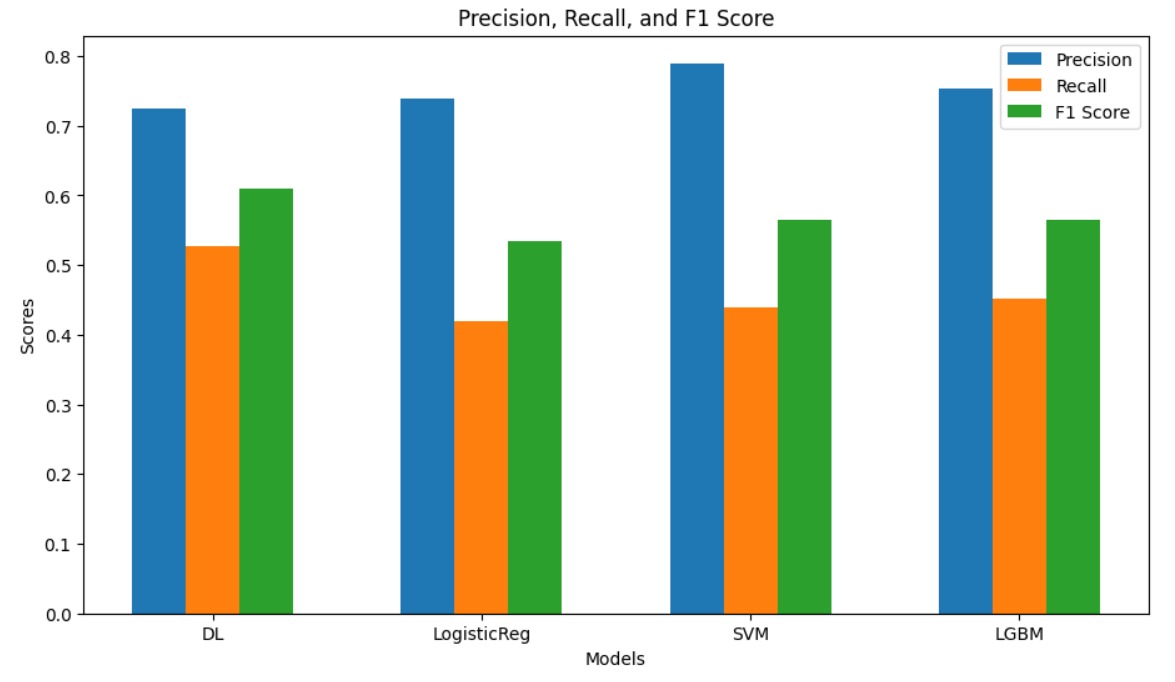 Precision, Recall, and F1 Score
Precision
Recall
F1 Score
Scores
0.8
0.7
0.6
0.5
0.4
0.3
0.2
0.1
0.0
DL LogisticReg SVM LGBM
Models